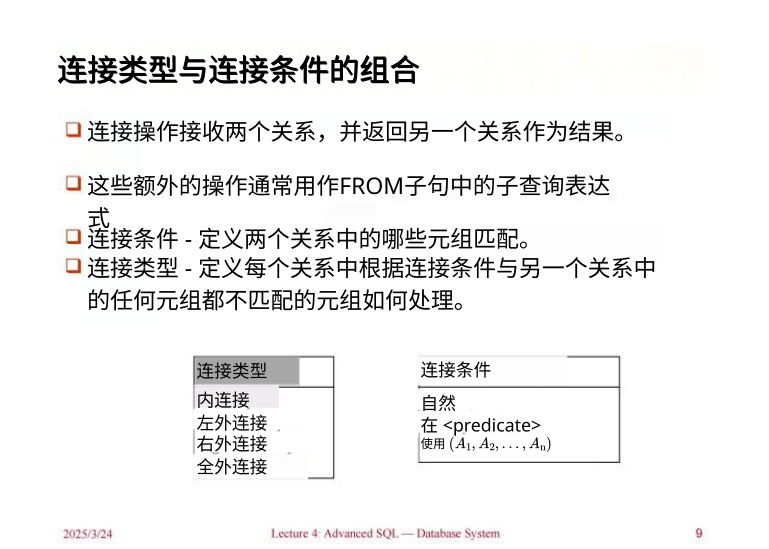 连接类型与连接条件的组合
连接操作接收两个关系，并返回另一个关系作为结果。
这些额外的操作通常用作FROM子句中的子查询表达
式
连接条件 - 定义两个关系中的哪些元组匹配。
连接类型 - 定义每个关系中根据连接条件与另一个关系中
的任何元组都不匹配的元组如何处理。
连接类型
内连接
左外连接
右外连接
全外连接
连接条件
自然
在 <predicate>
使用 (A₁, A₂, . . . , Aₙ)
2025/3/24
Lecture 4: Advanced SQL — Database System
9